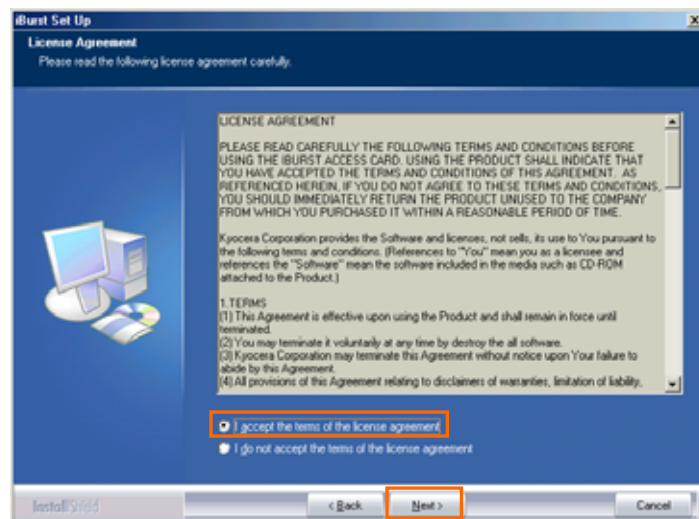 iBurst Set Up
License Agreement
Please read the following license agreement carefully.
LICENSE AGREEMENT
PLEASE READ CAREFULLY THE FOLLOWING TERMS AND CONDITIONS BEFORE
USING THE IBURST ACCESS CARD. USING THE PRODUCT SHALL INDICATE THAT
YOU HAVE ACCEPTED THE TERMS AND CONDITIONS OF THIS AGREEMENT. AS
REFERENCED HEREIN, IF YOU DO NOT AGREE TO THESE TERMS AND CONDITIONS,
YOU SHOULD IMMEDIATELY RETURN THE PRODUCT UNUSED TO THE COMPANY
FROM WHICH YOU PURCHASED IT WITHIN A REASONABLE PERIOD OF TIME.
Kyocera Corporation provides the Software and licenses, not sells, its use to You pursuant to
the following terms and conditions. (References to ''You'' mean you as a licensee and
references the ''Software'' mean the software included in the media such as CD-ROM
attached to the Product.)
1.TERMS
(1) This Agreement is effective upon using the Product and shall remain in force until
terminated.
(2) You may terminate it voluntarily at any time by destroy the all software.
(3) Kyocera Corporation may terminate this Agreement without notice upon Your failure to
abide by this Agreement.
(4) All provisions of this Agreement relating to disclaimers of warranties, limitation of liability,
I accept the terms of the license agreement
I do not accept the terms of the license agreement
InstallShield
< Back
Next >
Cancel